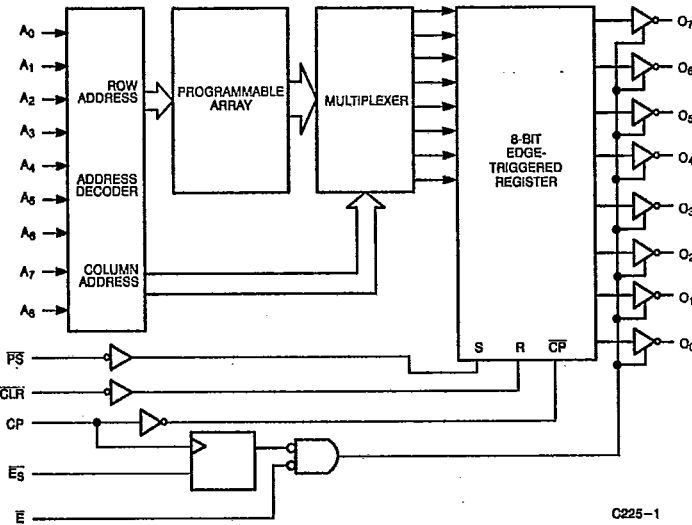 A0
A1
A2
A3
A4
A5
A6
A7
A8
ROW
ADDRESS
ADDRESS
DECODER
COLUMN
ADDRESS
PROGRAMMABLE
ARRAY
MULTIPLEXER
8-BIT
EDGE-
TRIGGERED
REGISTER
S R CP
O7
O6
O5
O4
O3
O2
O1
O0
PS
CLR
CP
ES
E
C225-1